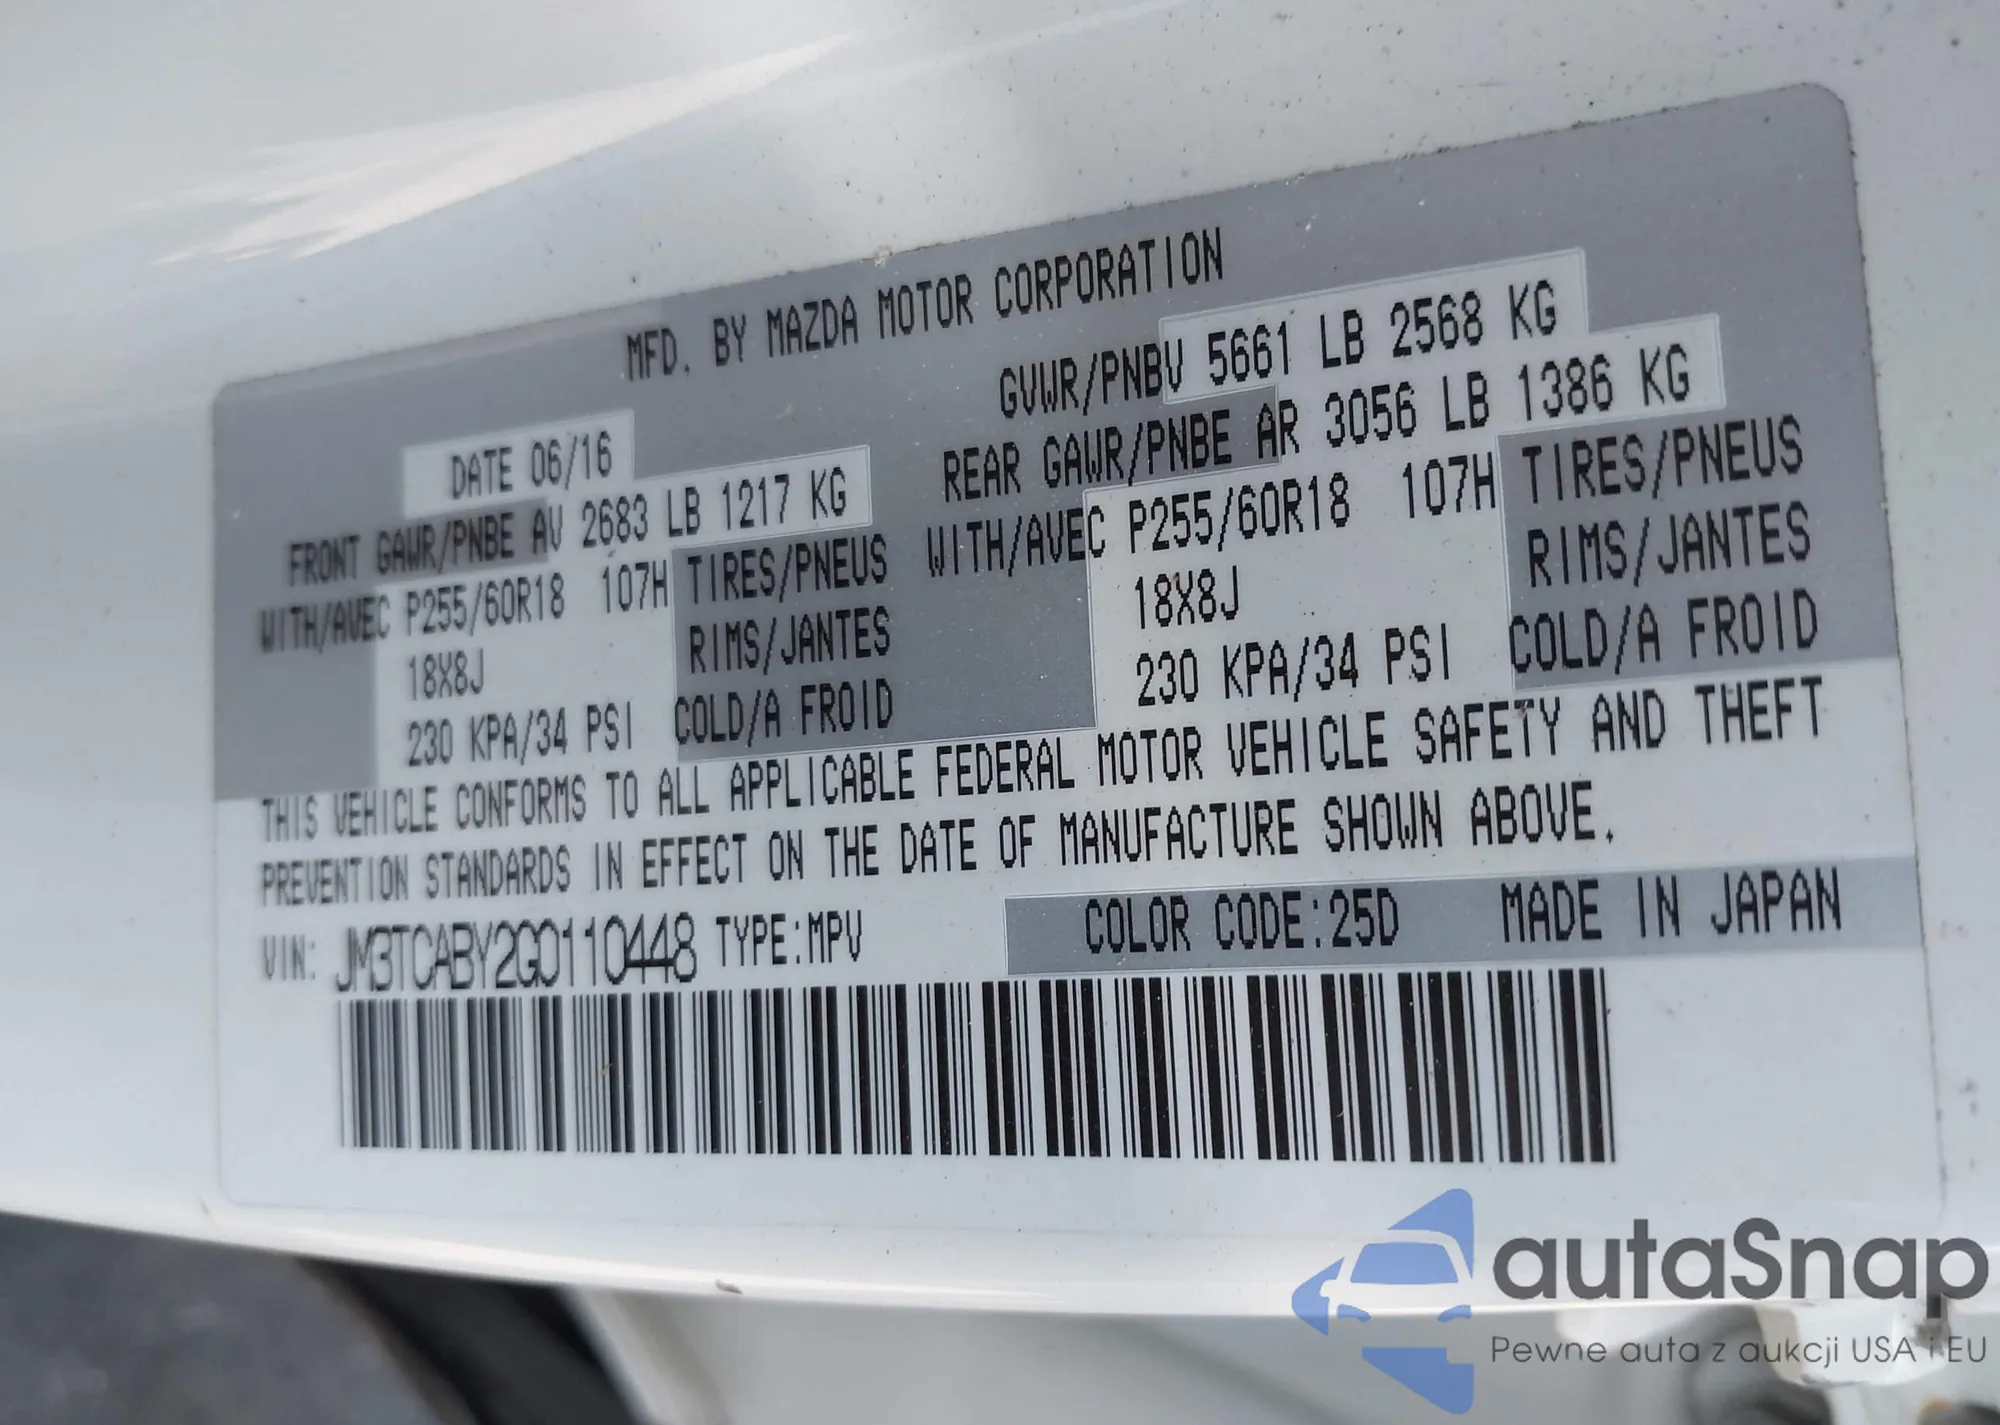 MFD. BY MAZDA MOTOR CORPORATION
DATE 06/16
GVWR/PNBV 5661 LB 2568 KG
FRONT GAWR/PNBE AV 2683 LB 1217 KG
REAR GAWR/PNBE AR 3056 LB 1386 KG
WITH/AVEC P255/60R18 107H TIRES/PNEUS
WITH/AVEC P255/60R18 107H TIRES/PNEUS
18X8J RIMS/JANTES
18X8J RIMS/JANTES
230 KPA/34 PSI COLD/A FROID
230 KPA/34 PSI COLD/A FROID
THIS VEHICLE CONFORMS TO ALL APPLICABLE FEDERAL MOTOR VEHICLE SAFETY AND THEFT
PREVENTION STANDARDS IN EFFECT ON THE DATE OF MANUFACTURE SHOWN ABOVE.
VIN: JM3TCABY2G0110448 TYPE:MPV COLOR CODE:25D MADE IN JAPAN
autaSnap
Pewne auta z aukcji USA i EU